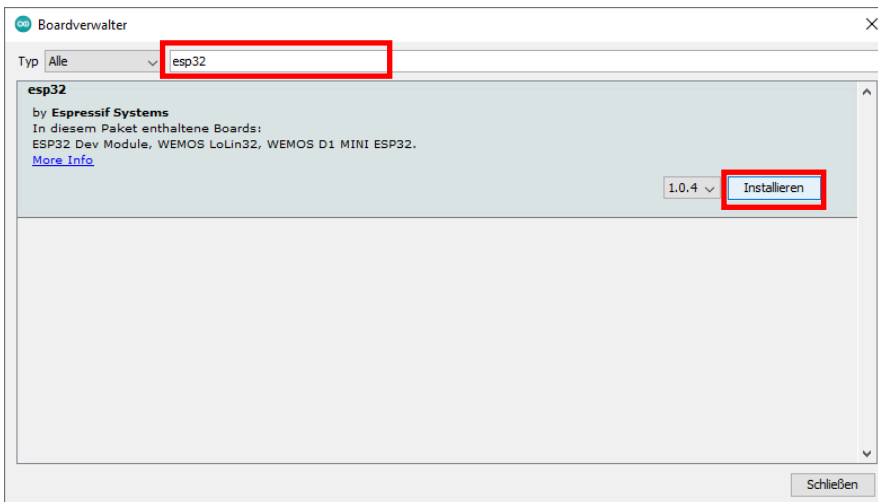 Boardverwalter
Typ Alle esp32
esp32
by Espressif Systems
In diesem Paket enthaltene Boards:
ESP32 Dev Module, WEMOS LoLin32, WEMOS D1 MINI ESP32.
More Info
1.0.4 Installieren
Schließen